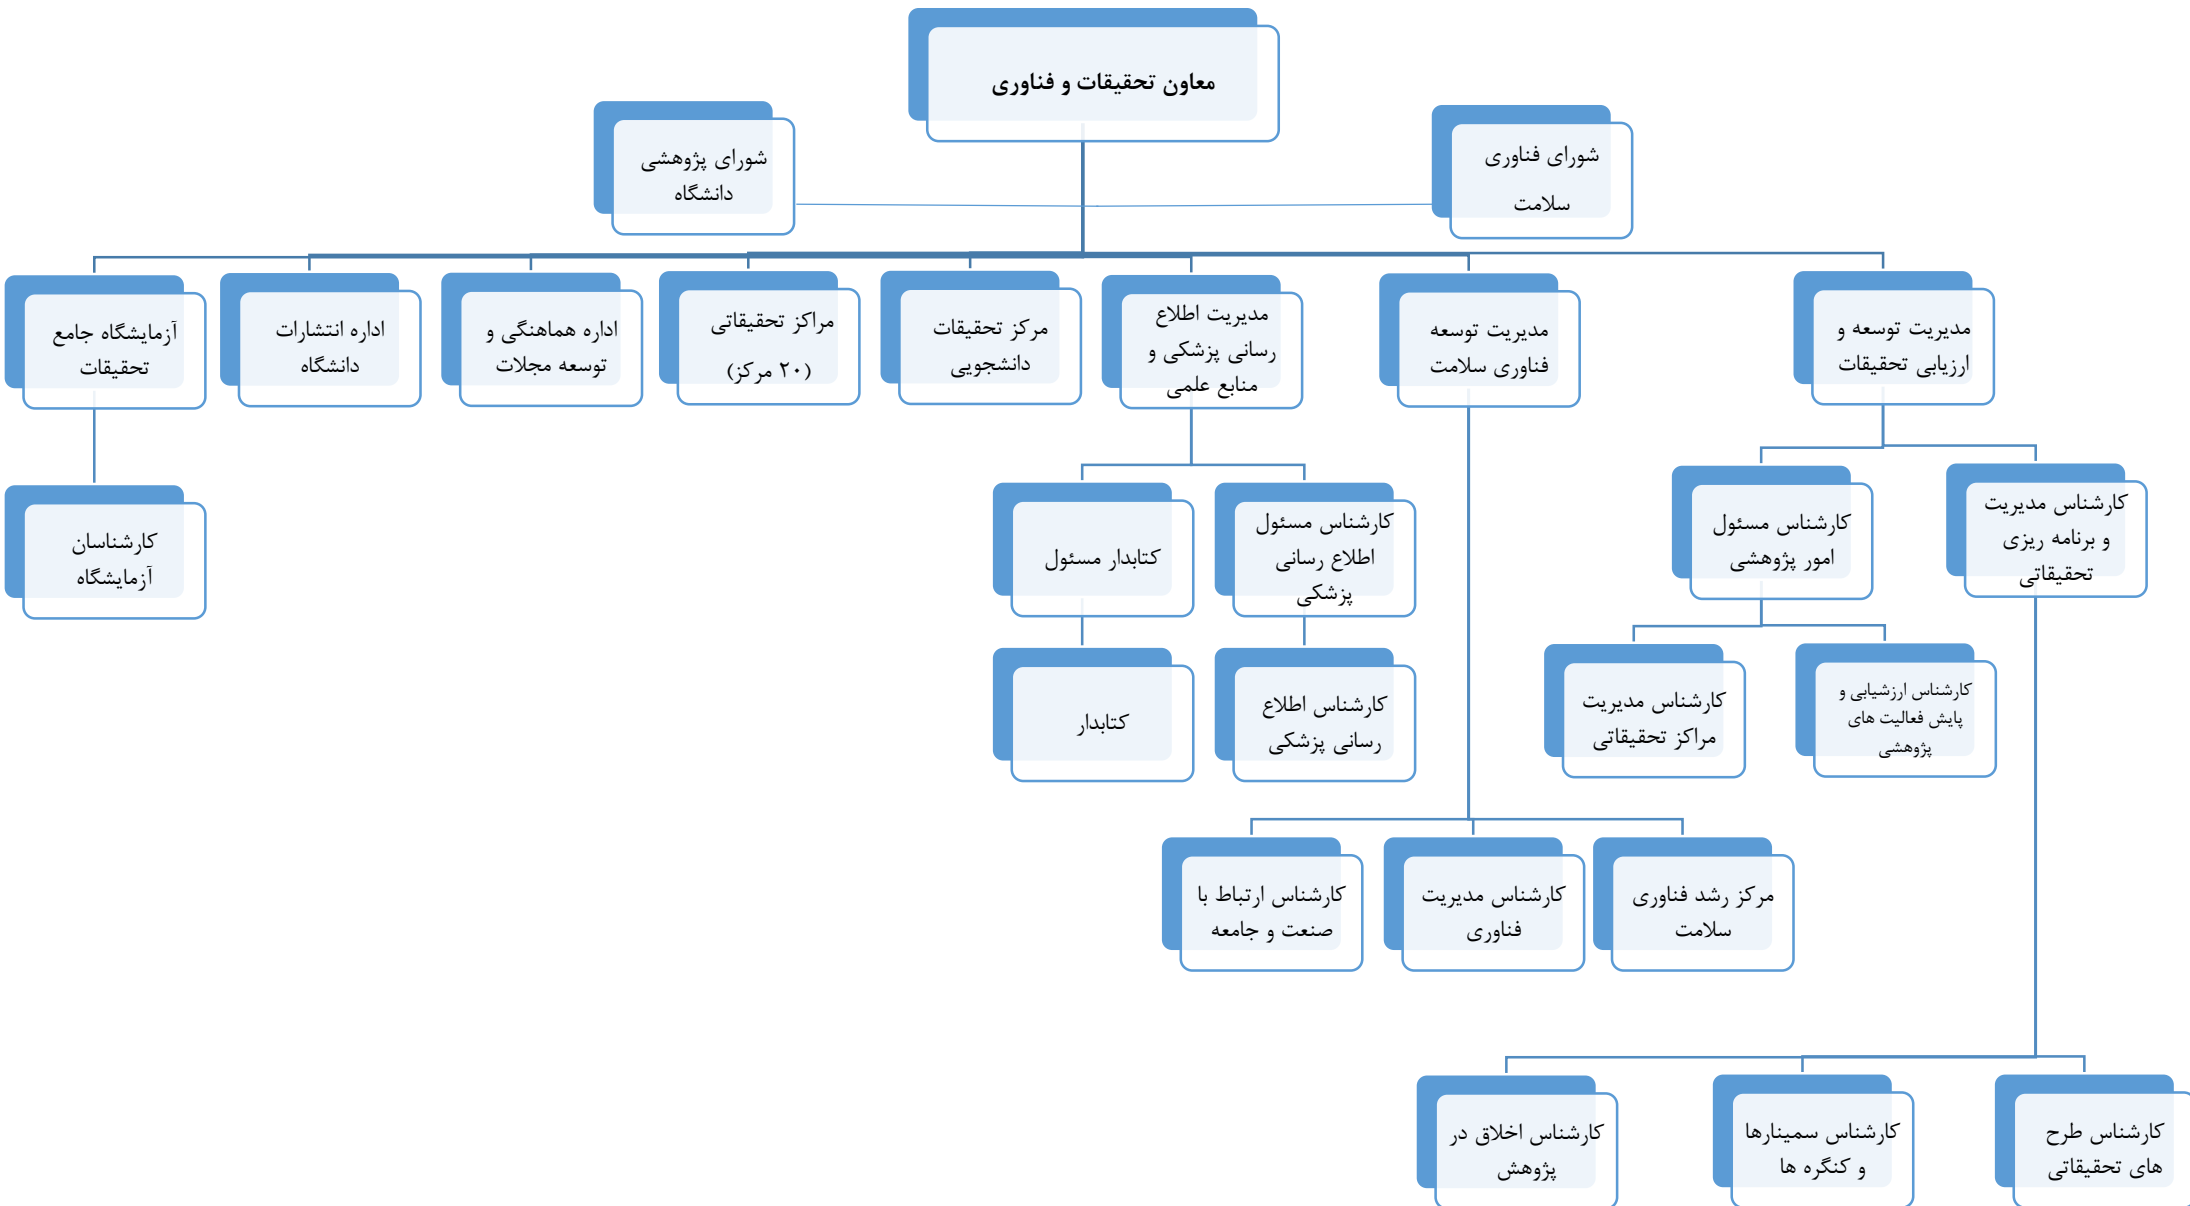 معاون تحقیقات و فناوری
شورای فناوری
سلامت
شورای پژوهشی
دانشگاه
مدیریت توسعه و
ارزیابی تحقیقات
مدیریت توسعه
فناوری سلامت
مدیریت اطلاع
رسانی پزشکی و
منابع علمی
مرکز تحقیقات
دانشجویی
مراکز تحقیقاتی
(۲۰ مرکز)
اداره هماهنگی و
توسعه مجلات
اداره انتشارات
دانشگاه
آزمایشگاه جامع
تحقیقات
کارشناس مدیریت
و برنامه ریزی
تحقیقاتی
کارشناس مسئول
امور پژوهشی
کارشناس مسئول
اطلاع رسانی
پزشکی
کتابدار مسئول
کارشناسان
آزمایشگاه
کارشناس ارزشیابی و
پایش فعالیت های
پژوهشی
کارشناس مدیریت
مراکز تحقیقاتی
کارشناس اطلاع
رسانی پزشکی
کتابدار
مرکز رشد فناوری
سلامت
کارشناس مدیریت
فناوری
کارشناس ارتباط با
صنعت و جامعه
کارشناس طرح
های تحقیقاتی
کارشناس سمینارها
و کنگره ها
کارشناس اخلاق در
پژوهش